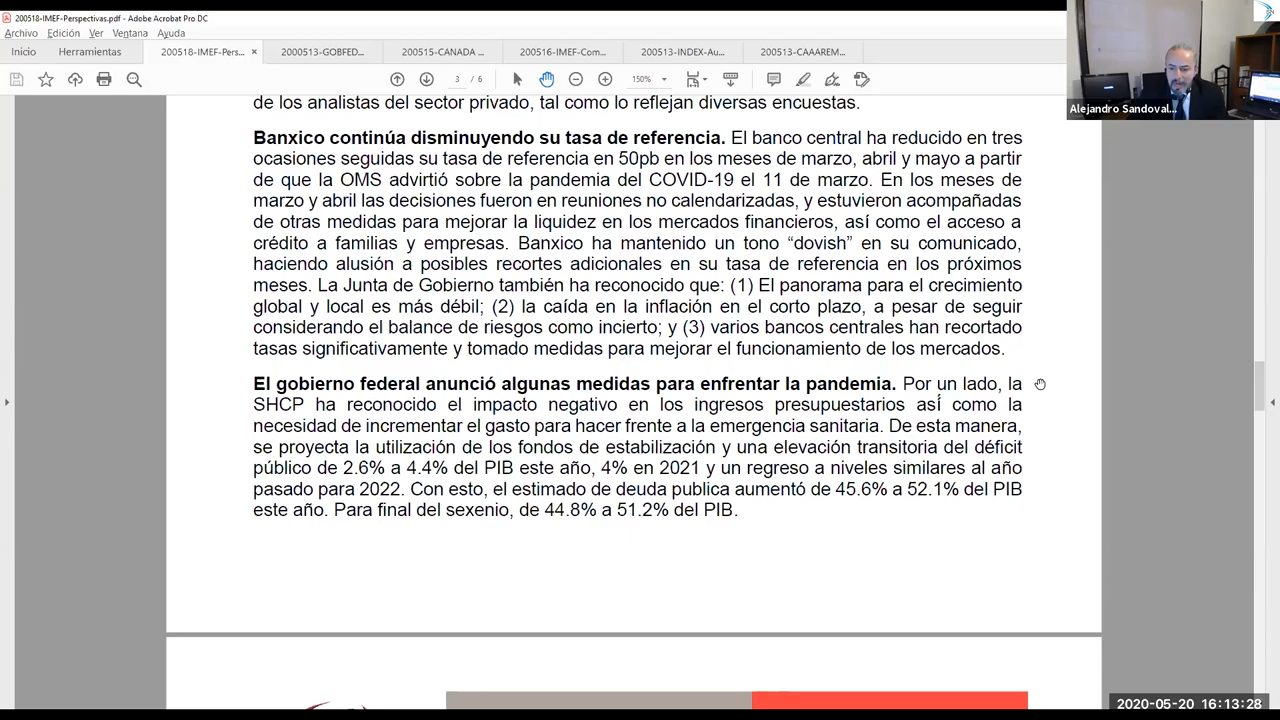 200518-IMEF-Perspectivas.pdf - Adobe Acrobat Pro DC
Archivo Edición Ver Ventana Ayuda
Inicio Herramientas 200518-IMEF-Pers... × 200513-GOBFED... 200515-CANADA ... 200516-IMEF-Com... 200513-INDEX-Au... 200513-CAAAREM...
3 / 6 150%
Alejandro Sandoval...
de los analistas del sector privado, tal como lo reflejan diversas encuestas.
Banxico continúa disminuyendo su tasa de referencia. El banco central ha reducido en tres
ocasiones seguidas su tasa de referencia en 50pb en los meses de marzo, abril y mayo a partir
de que la OMS advirtió sobre la pandemia del COVID-19 el 11 de marzo. En los meses de
marzo y abril las decisiones fueron en reuniones no calendarizadas, y estuvieron acompañadas
de otras medidas para mejorar la liquidez en los mercados financieros, así como el acceso a
crédito a familias y empresas. Banxico ha mantenido un tono “dovish” en su comunicado,
haciendo alusión a posibles recortes adicionales en su tasa de referencia en los próximos
meses. La Junta de Gobierno también ha reconocido que: (1) El panorama para el crecimiento
global y local es más débil; (2) la caída en la inflación en el corto plazo, a pesar de seguir
considerando el balance de riesgos como incierto; y (3) varios bancos centrales han recortado
tasas significativamente y tomado medidas para mejorar el funcionamiento de los mercados.
El gobierno federal anunció algunas medidas para enfrentar la pandemia. Por un lado, la
SHCP ha reconocido el impacto negativo en los ingresos presupuestarios así como la
necesidad de incrementar el gasto para hacer frente a la emergencia sanitaria. De esta manera,
se proyecta la utilización de los fondos de estabilización y una elevación transitoria del déficit
público de 2.6% a 4.4% del PIB este año, 4% en 2021 y un regreso a niveles similares al año
pasado para 2022. Con esto, el estimado de deuda publica aumentó de 45.6% a 52.1% del PIB
este año. Para final del sexenio, de 44.8% a 51.2% del PIB.
2020-05-20 16:13:28